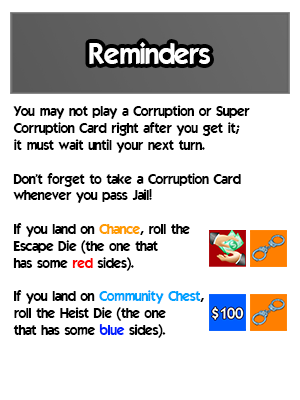 Reminders
You may not play a Corruption or Super
Corruption Card right after you get it;
it must wait until your next turn.
Don't forget to take a Corruption Card
whenever you pass Jail!
If you land on Chance, roll the
Escape Die (the one that
has some red sides).
If you land on Community Chest,
roll the Heist Die (the one
that has some blue sides).
$100